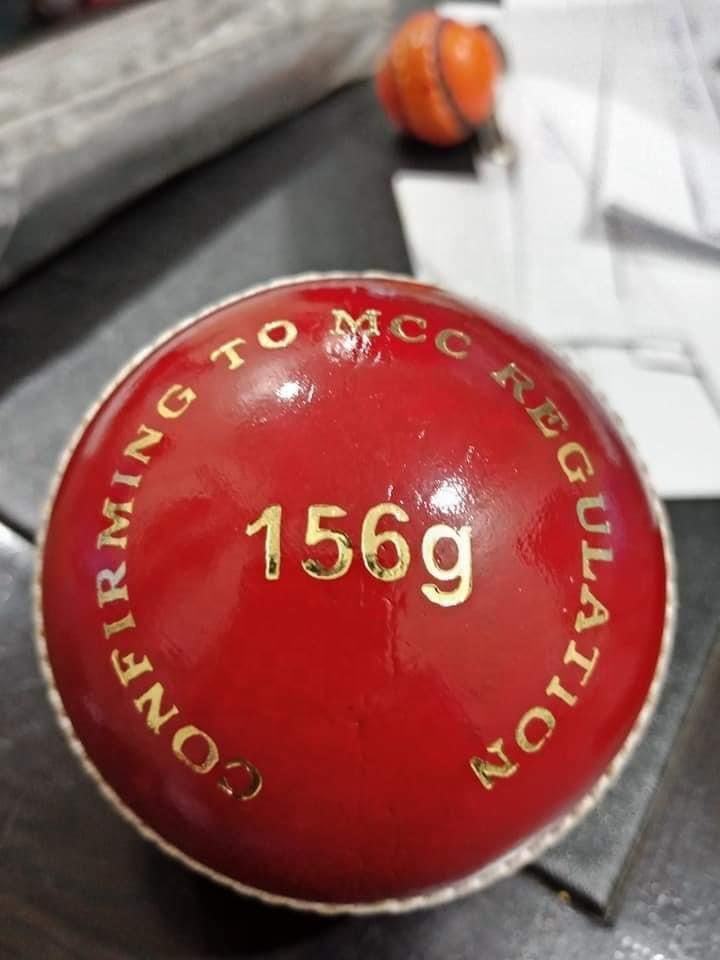 CONFIRMING TO MCC REGULATION
156g